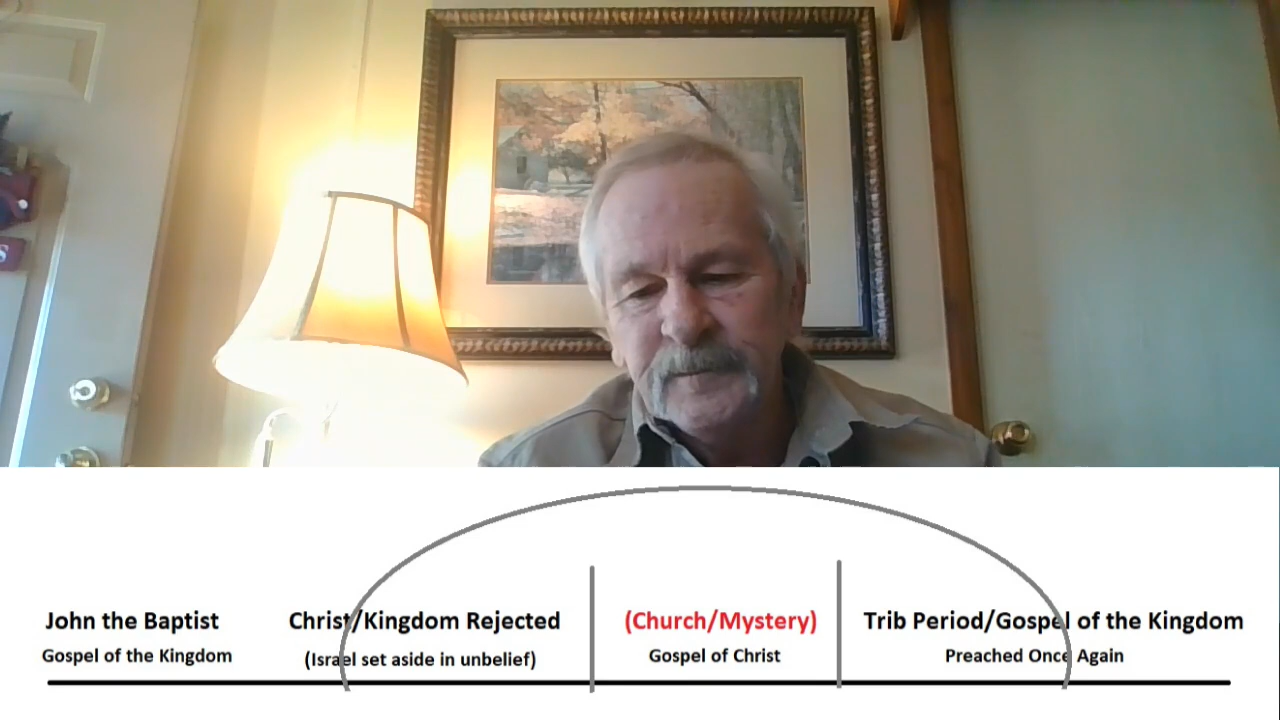 John the Baptist
Gospel of the Kingdom
Christ/Kingdom Rejected
(Israel set aside in unbelief)
(Church/Mystery)
Gospel of Christ
Trib Period/Gospel of the Kingdom
Preached Once Again